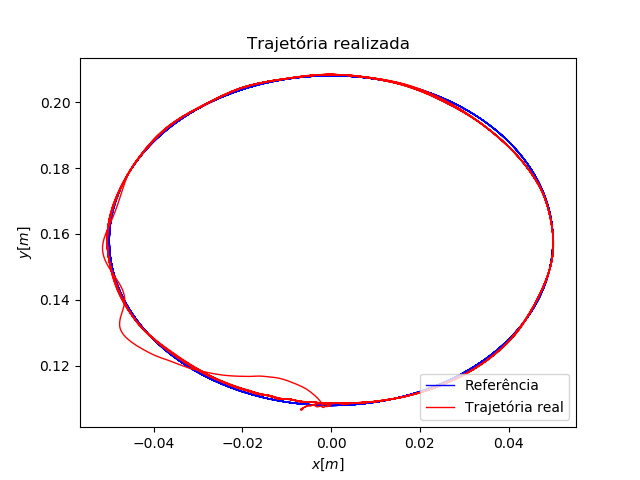 Trajetória realizada
0.20
0.18
0.16
0.14
0.12
y[m]
−0.04
−0.02
0.00
0.02
0.04
x[m]
Referência
Trajetória real